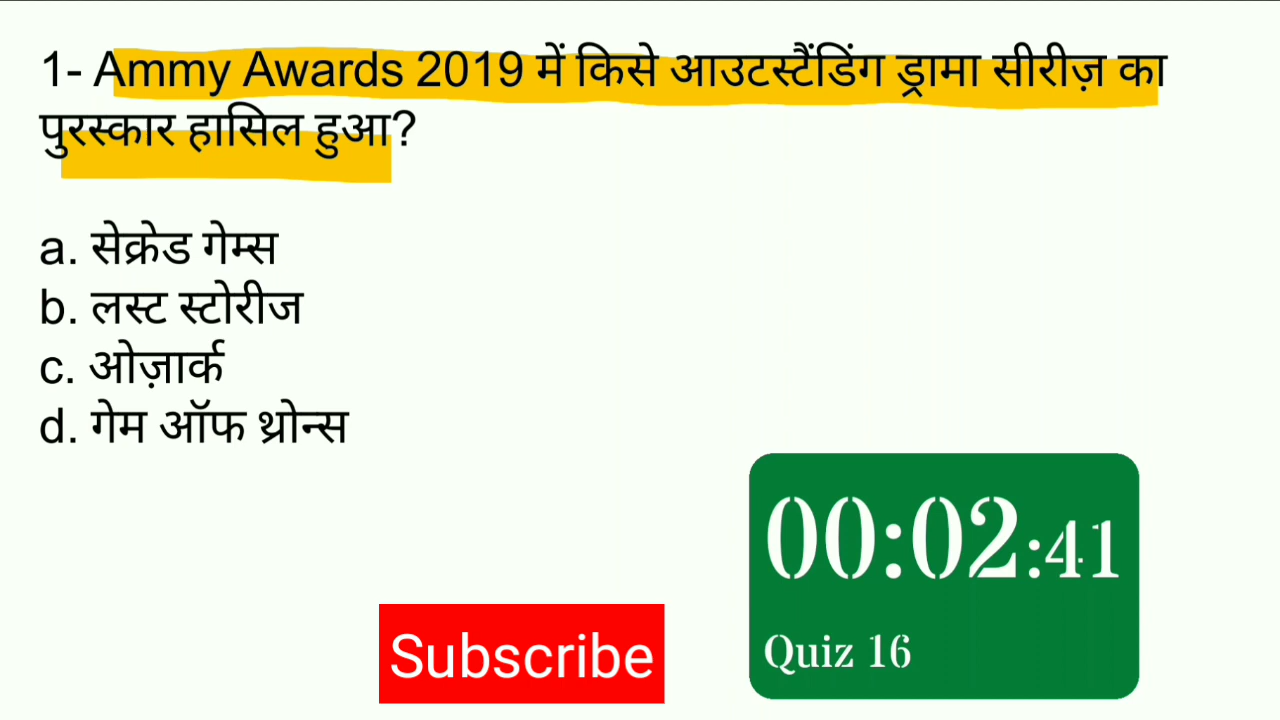 1- Ammy Awards 2019 में किसे आउटस्टैंडिंग ड्रामा सीरीज़ का
पुरस्कार हासिल हुआ?
a. सेक्रेड गेम्स
b. लस्ट स्टोरीज
c. ओज़ार्क
d. गेम ऑफ थ्रोन्स
00:02:41
Quiz 16
Subscribe